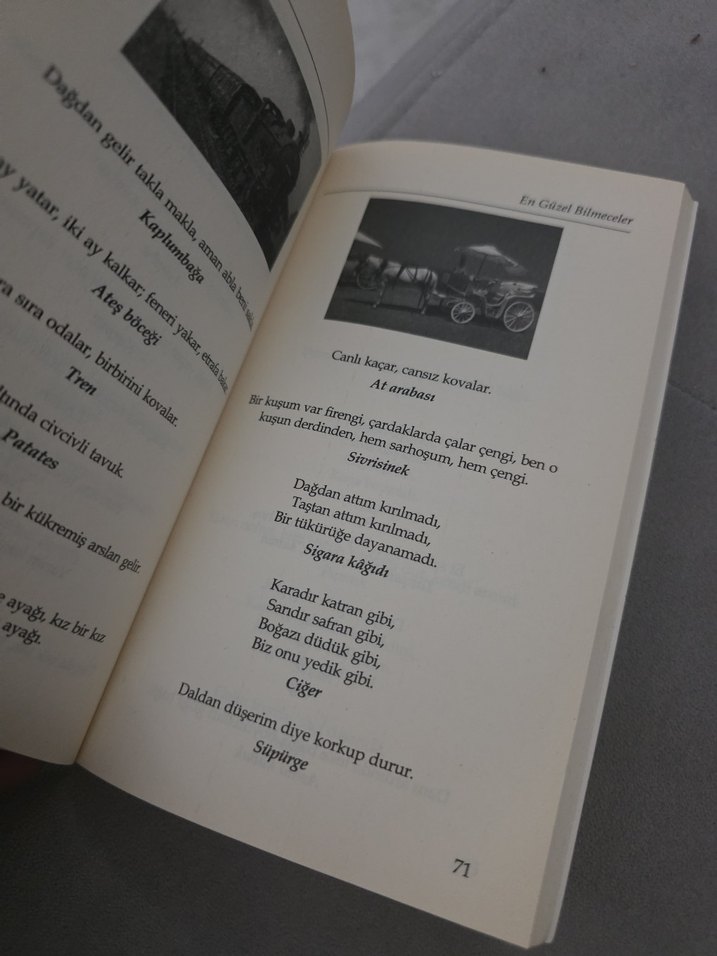 Dağdan gelir takla makla, aman abla beni
Kaplumbağa
ay yatar, iki ay kalkar; feneri yakar, etrafa
Ateş böceği
sıra odalar, birbirini kovalar.
Tren
civcivli tavuk.
Patates
bir kükremiş arslan gelir.
ayağı, kız bir kız
ayağı.
En Güzel Bilmeceler
Canlı kaçar, cansız kovalar.
At arabası
Bir kuşum var firengi, çardaklarda çalar çengi, ben o
kuşun derdinden, hem sarhoşum, hem çengi.
Sivrisinek
Dağdan attım kırılmadı,
Taştan attım kırılmadı,
Bir tükürüğe dayanamadı.
Sigara kâğıdı
Karadır katran gibi,
Sarıdır safran gibi,
Boğazı düdük gibi,
Biz onu yedik gibi.
Ciğer
Daldan düşerim diye korkup durur.
Süpürge
71